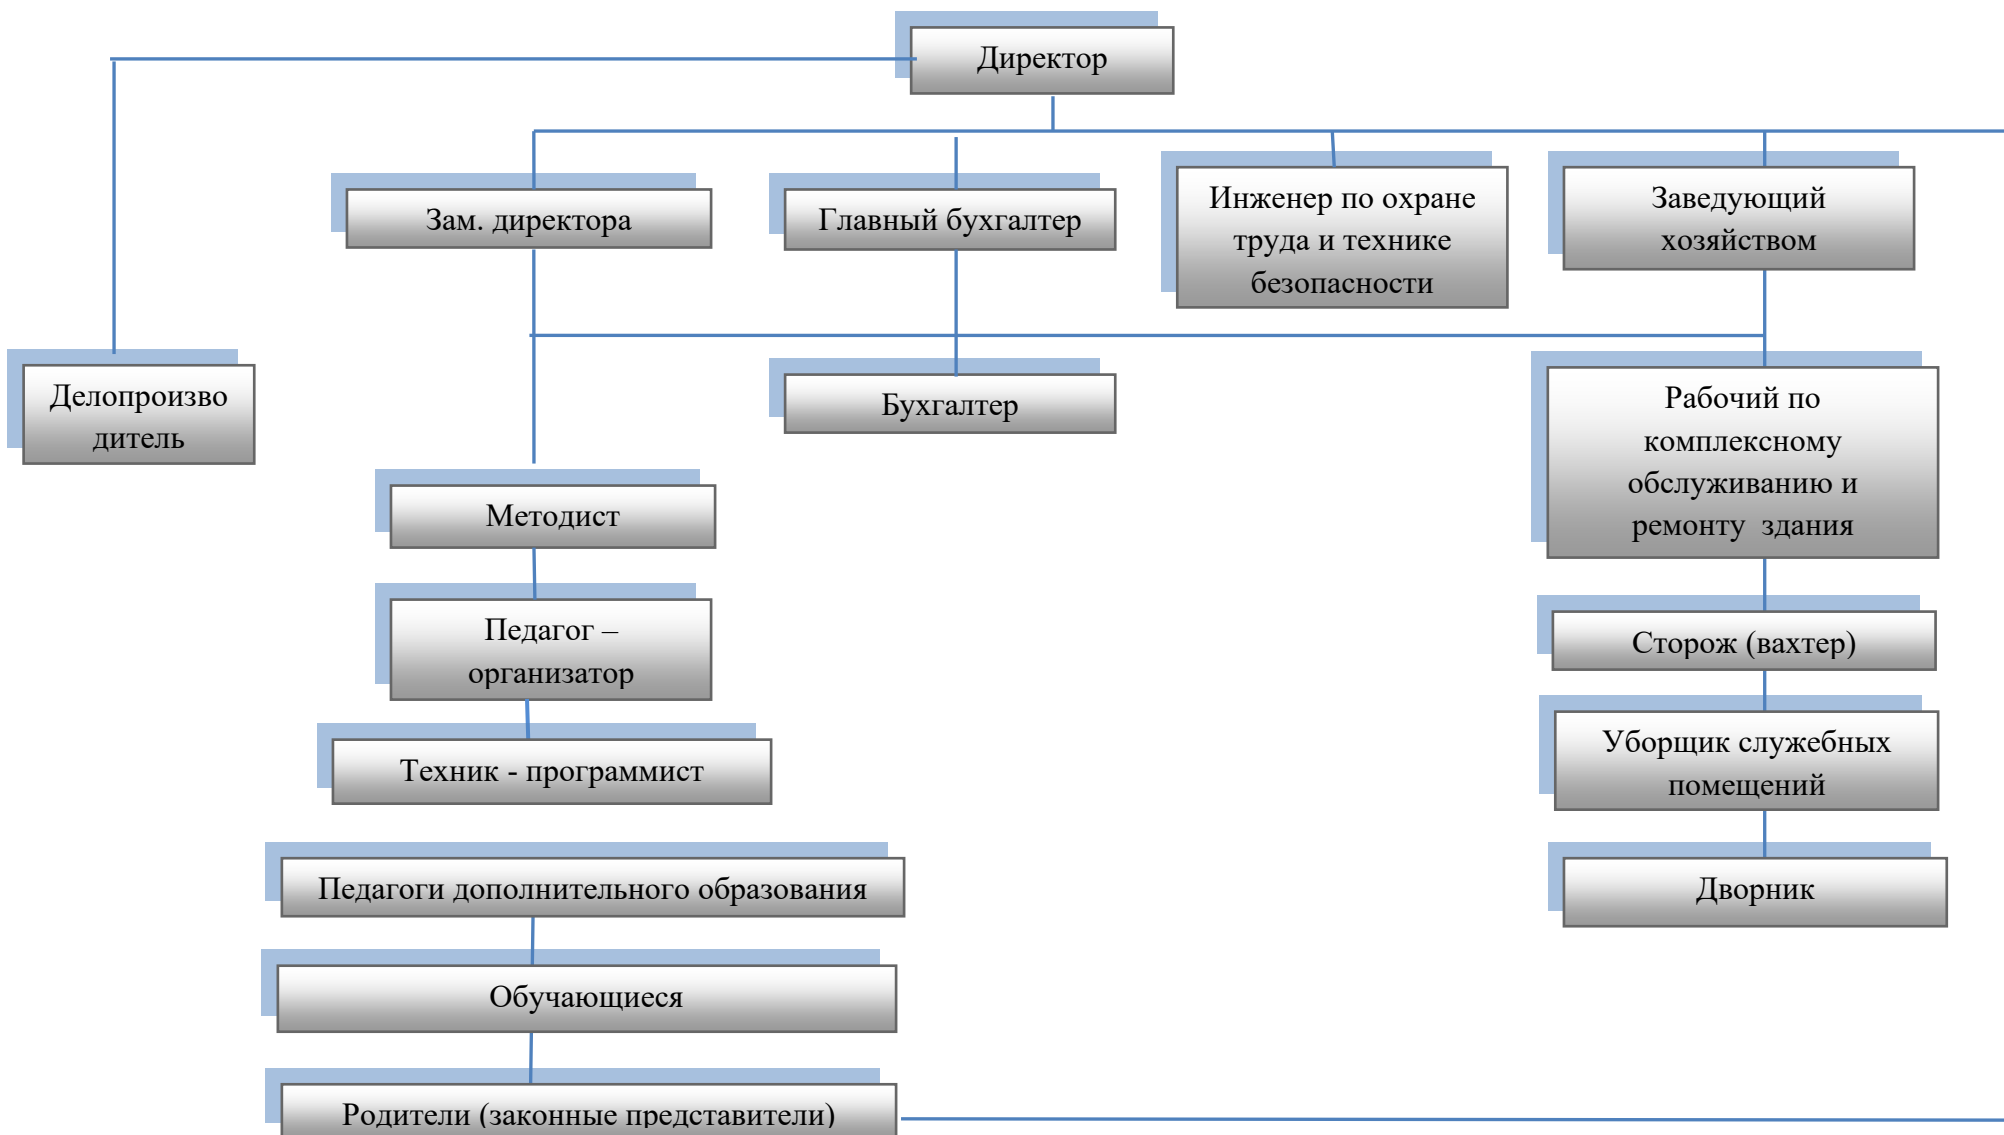 Директор
Зам. директора
Главный бухгалтер
Инженер по охране
труда и технике
безопасности
Заведующий
хозяйством
Делопроизво
дитель
Бухгалтер
Рабочий по
комплексному
обслуживанию и
ремонту здания
Методист
Педагог –
организатор
Сторож (вахтер)
Техник - программист
Уборщик служебных
помещений
Педагоги дополнительного образования
Дворник
Обучающиеся
Родители (законные представители)